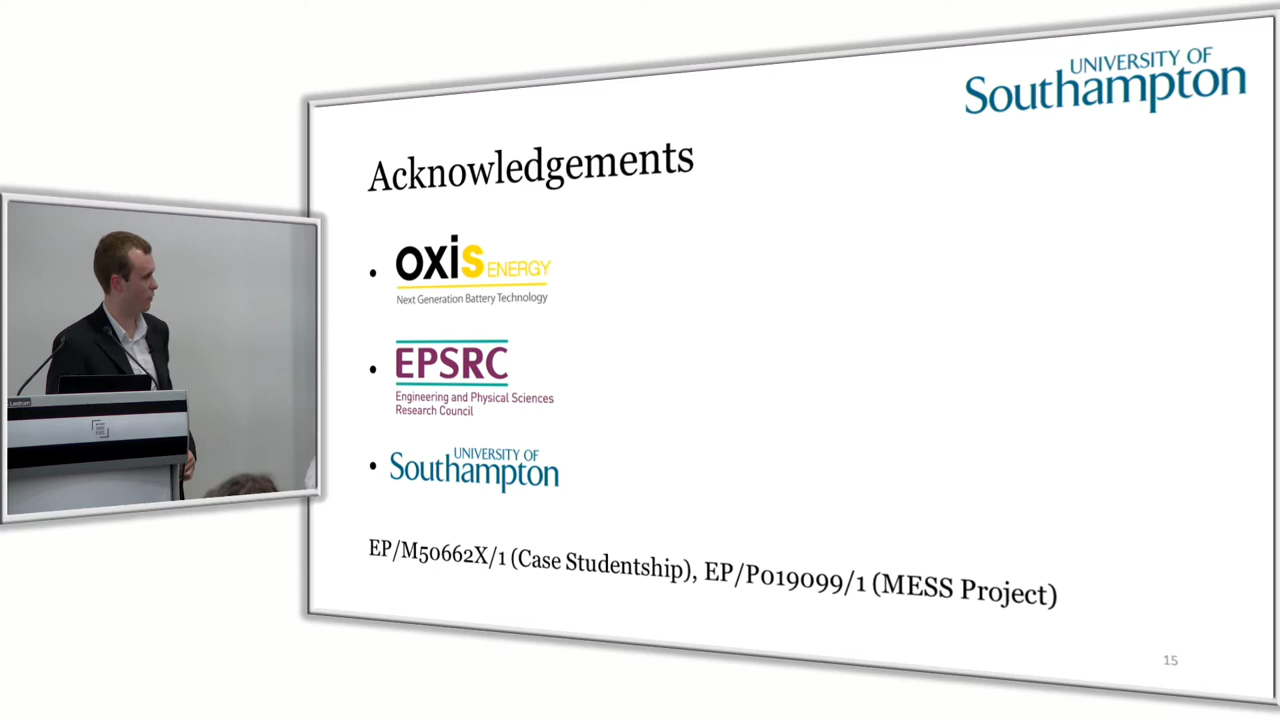 UNIVERSITY OF
Southampton
Acknowledgements
• oxis ENERGY
Next Generation Battery Technology
• EPSRC
Engineering and Physical Sciences
Research Council
• UNIVERSITY OF
Southampton
EP/M50662X/1 (Case Studentship), EP/P019099/1 (MESS Project)
15